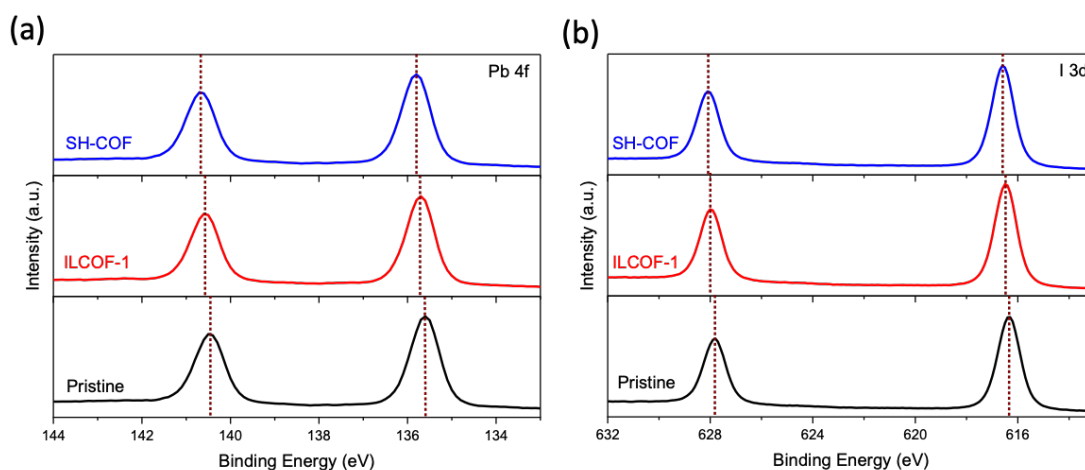 (a)
Pb 4f
SH-COF
ILCOF-1
Pristine
Intensity (a.u.)
144 142 140 138 136 134
Binding Energy (eV)
(b)
I 3d
SH-COF
ILCOF-1
Pristine
Intensity (a.u.)
632 628 624 620 616
Binding Energy (eV)